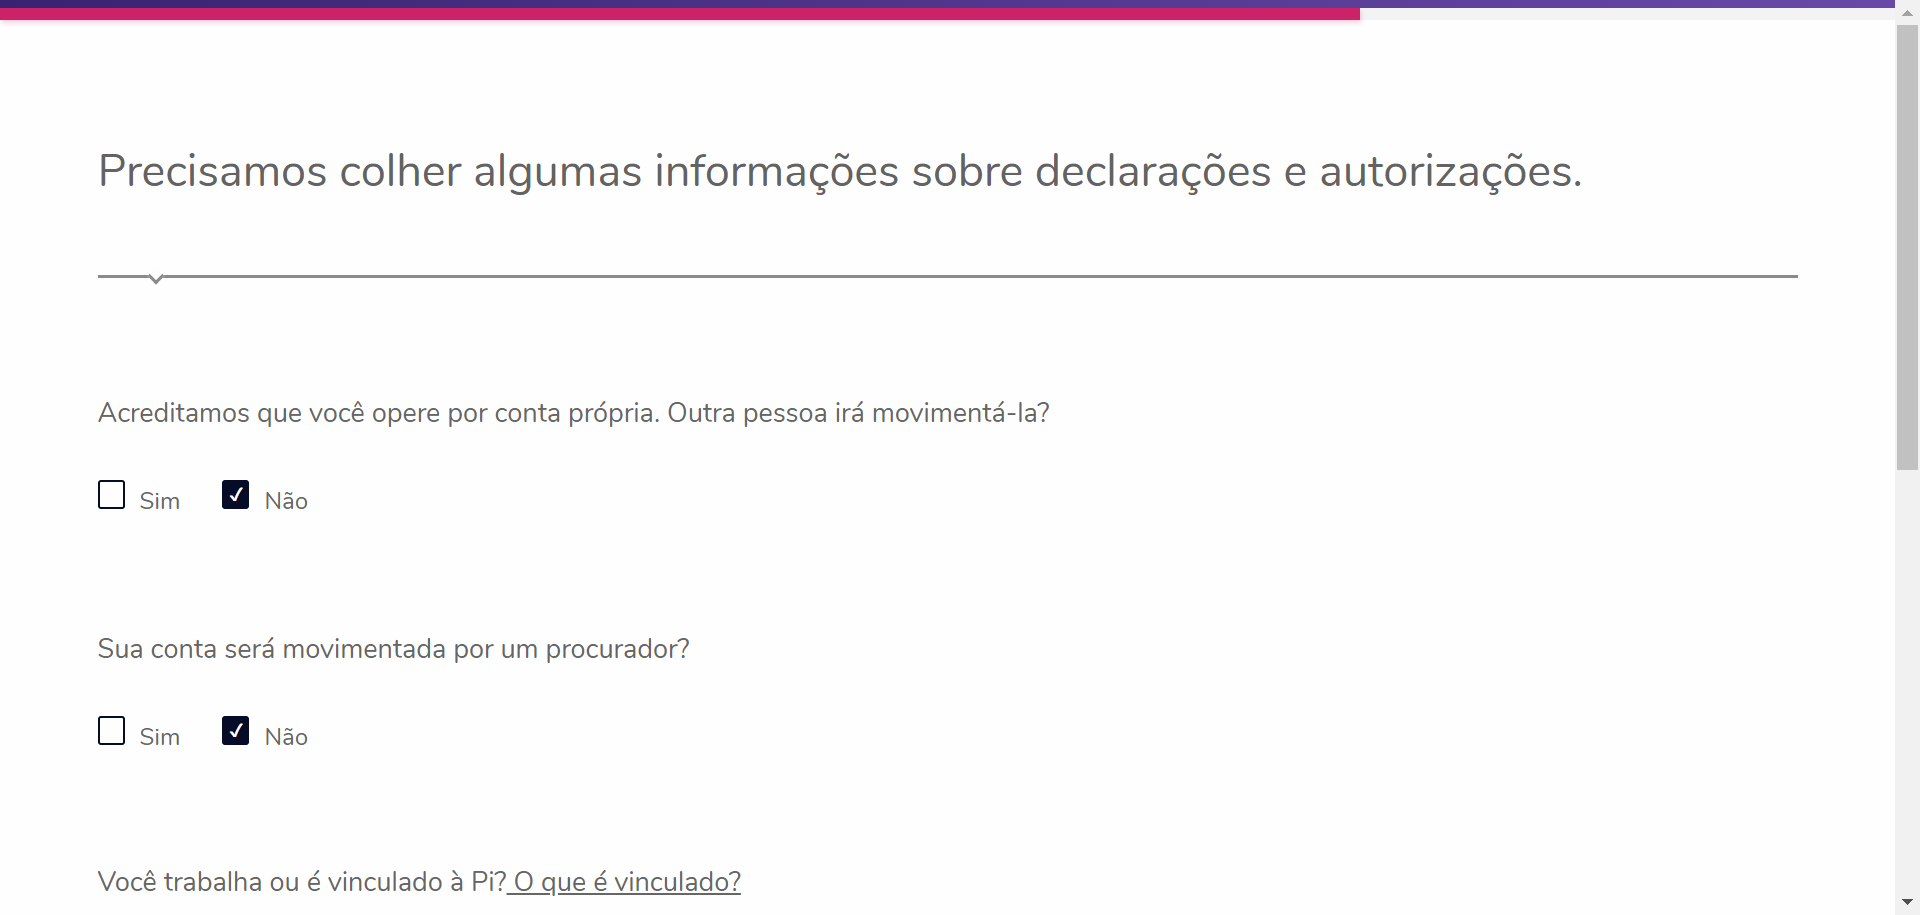 Precisamos colher algumas informações sobre declarações e autorizações.
Acreditamos que você opere por conta própria. Outra pessoa irá movimentá-la?
Sim Não
Sua conta será movimentada por um procurador?
Sim Não
Você trabalha ou é vinculado à Pi? O que é vinculado?